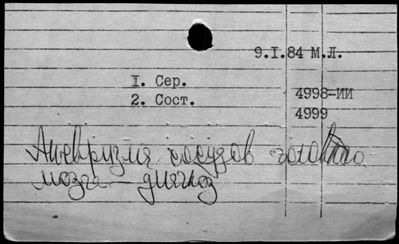 9.I.84 М.Л.
I. Сер.
2. Сост.
4998-ИИ
4999
Аневризма сосудов головного
мозга - диагноз